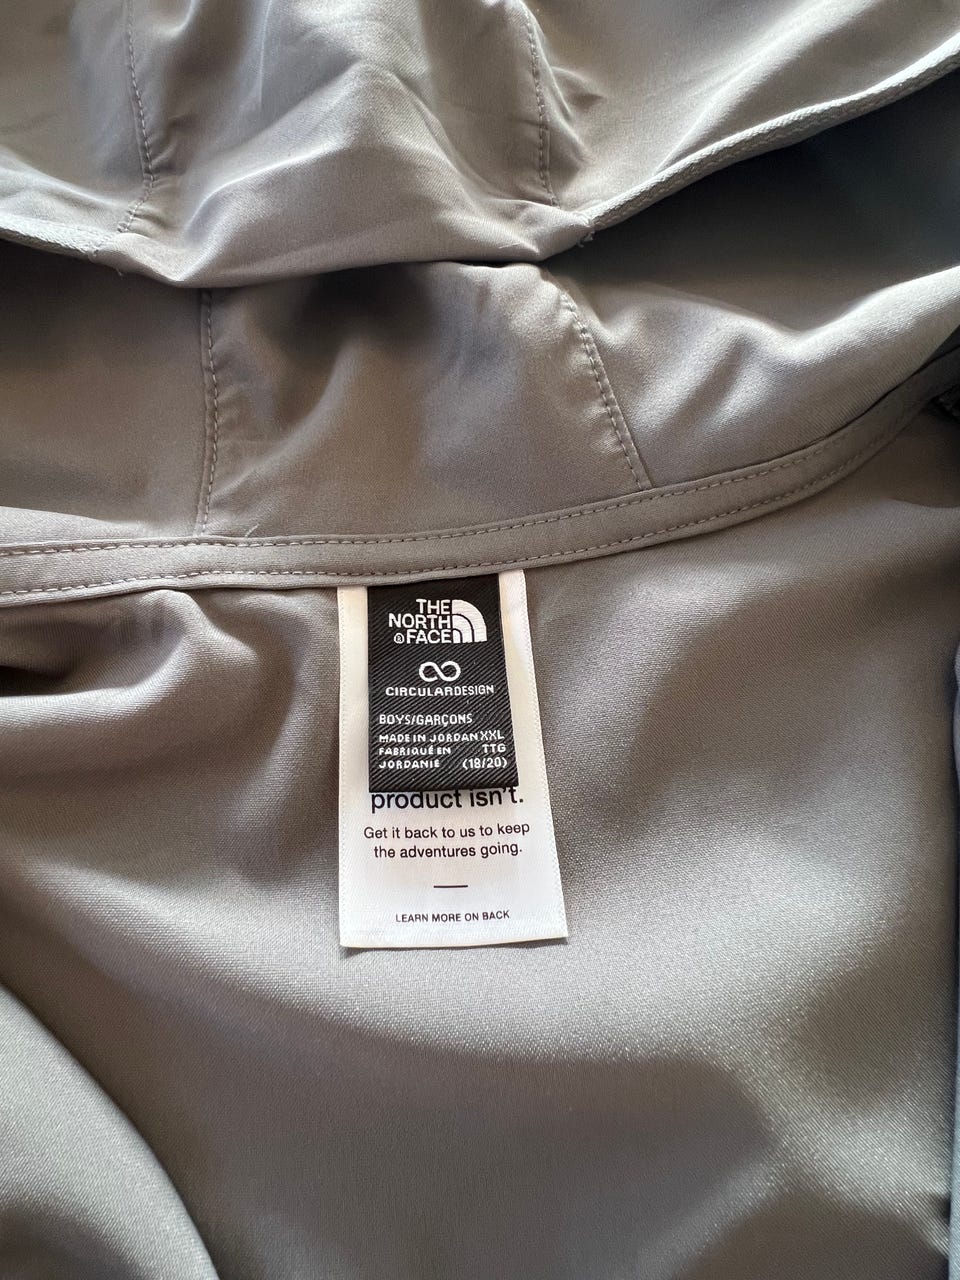 THE
NORTH
FACE
CIRCULARDESIGN
BOYS/GARÇONS
MADE IN JORDAN XXL
FABRIQUÉ EN TTG
JORDANIE (18/20)
product isn't.
Get it back to us to keep
the adventures going.
LEARN MORE ON BACK